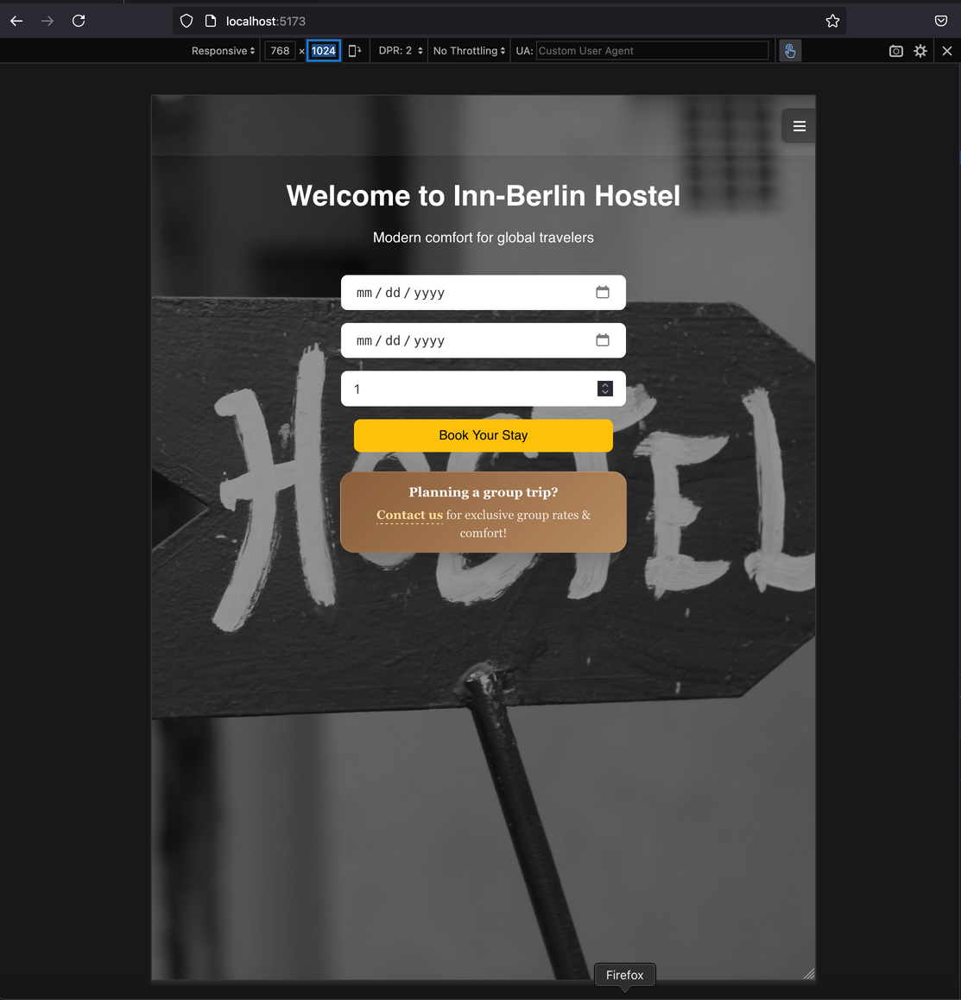 localhost:5173
Responsive 768 × 1024 DPR: 2 No Throttling UA: Custom User Agent
Welcome to Inn-Berlin Hostel
Modern comfort for global travelers
mm / dd / yyyy
mm / dd / yyyy
1
HOSTEL
Book Your Stay
Planning a group trip?
Contact us for exclusive group rates &
comfort!
Firefox